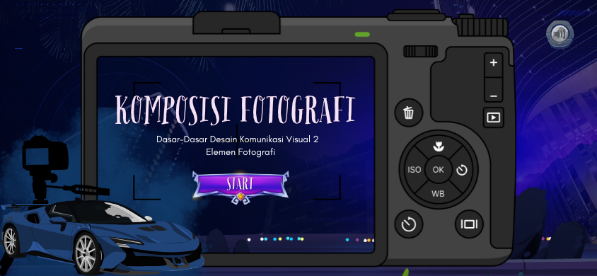 KOMPOSISI FOTOGRAFI
Dasar-Dasar Desain Komunikasi Visual 2
Elemen Fotografi
START
ISO
OK
WB